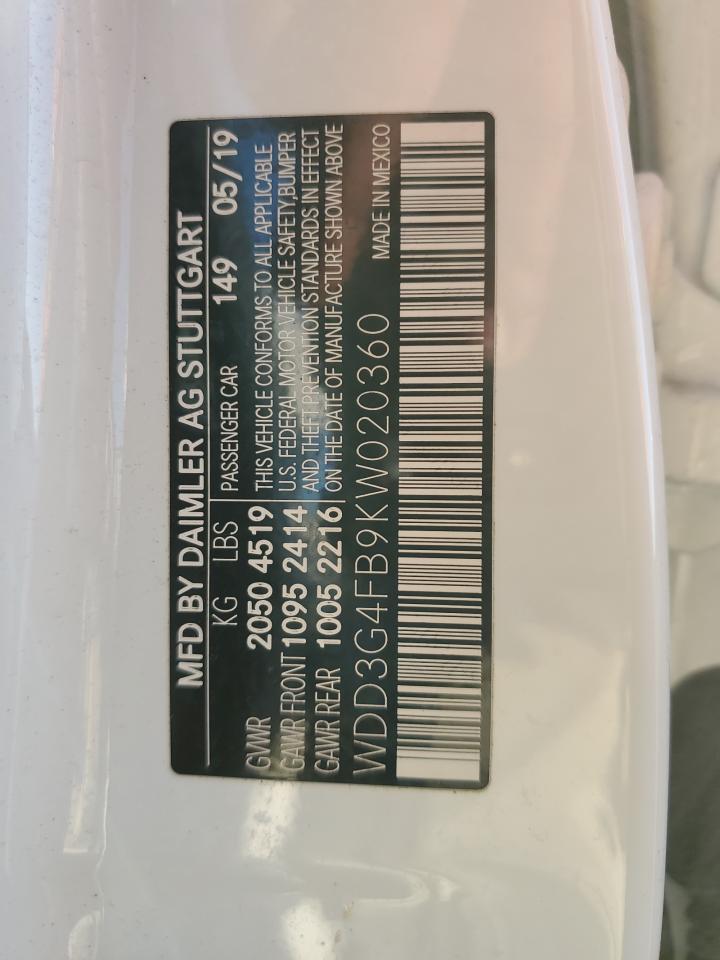 MFD BY DAIMLER AG STUTTGART
KG LBS PASSENGER CAR 149 05/19
GVWR 2050 4519 THIS VEHICLE CONFORMS TO ALL APPLICABLE
GAWR FRONT 1095 2414 U.S. FEDERAL MOTOR VEHICLE SAFETY,BUMPER
GAWR REAR 1005 2216 AND THEFT PREVENTION STANDARDS IN EFFECT
ON THE DATE OF MANUFACTURE SHOWN ABOVE
WDD3G4FB9KW020360 MADE IN MEXICO